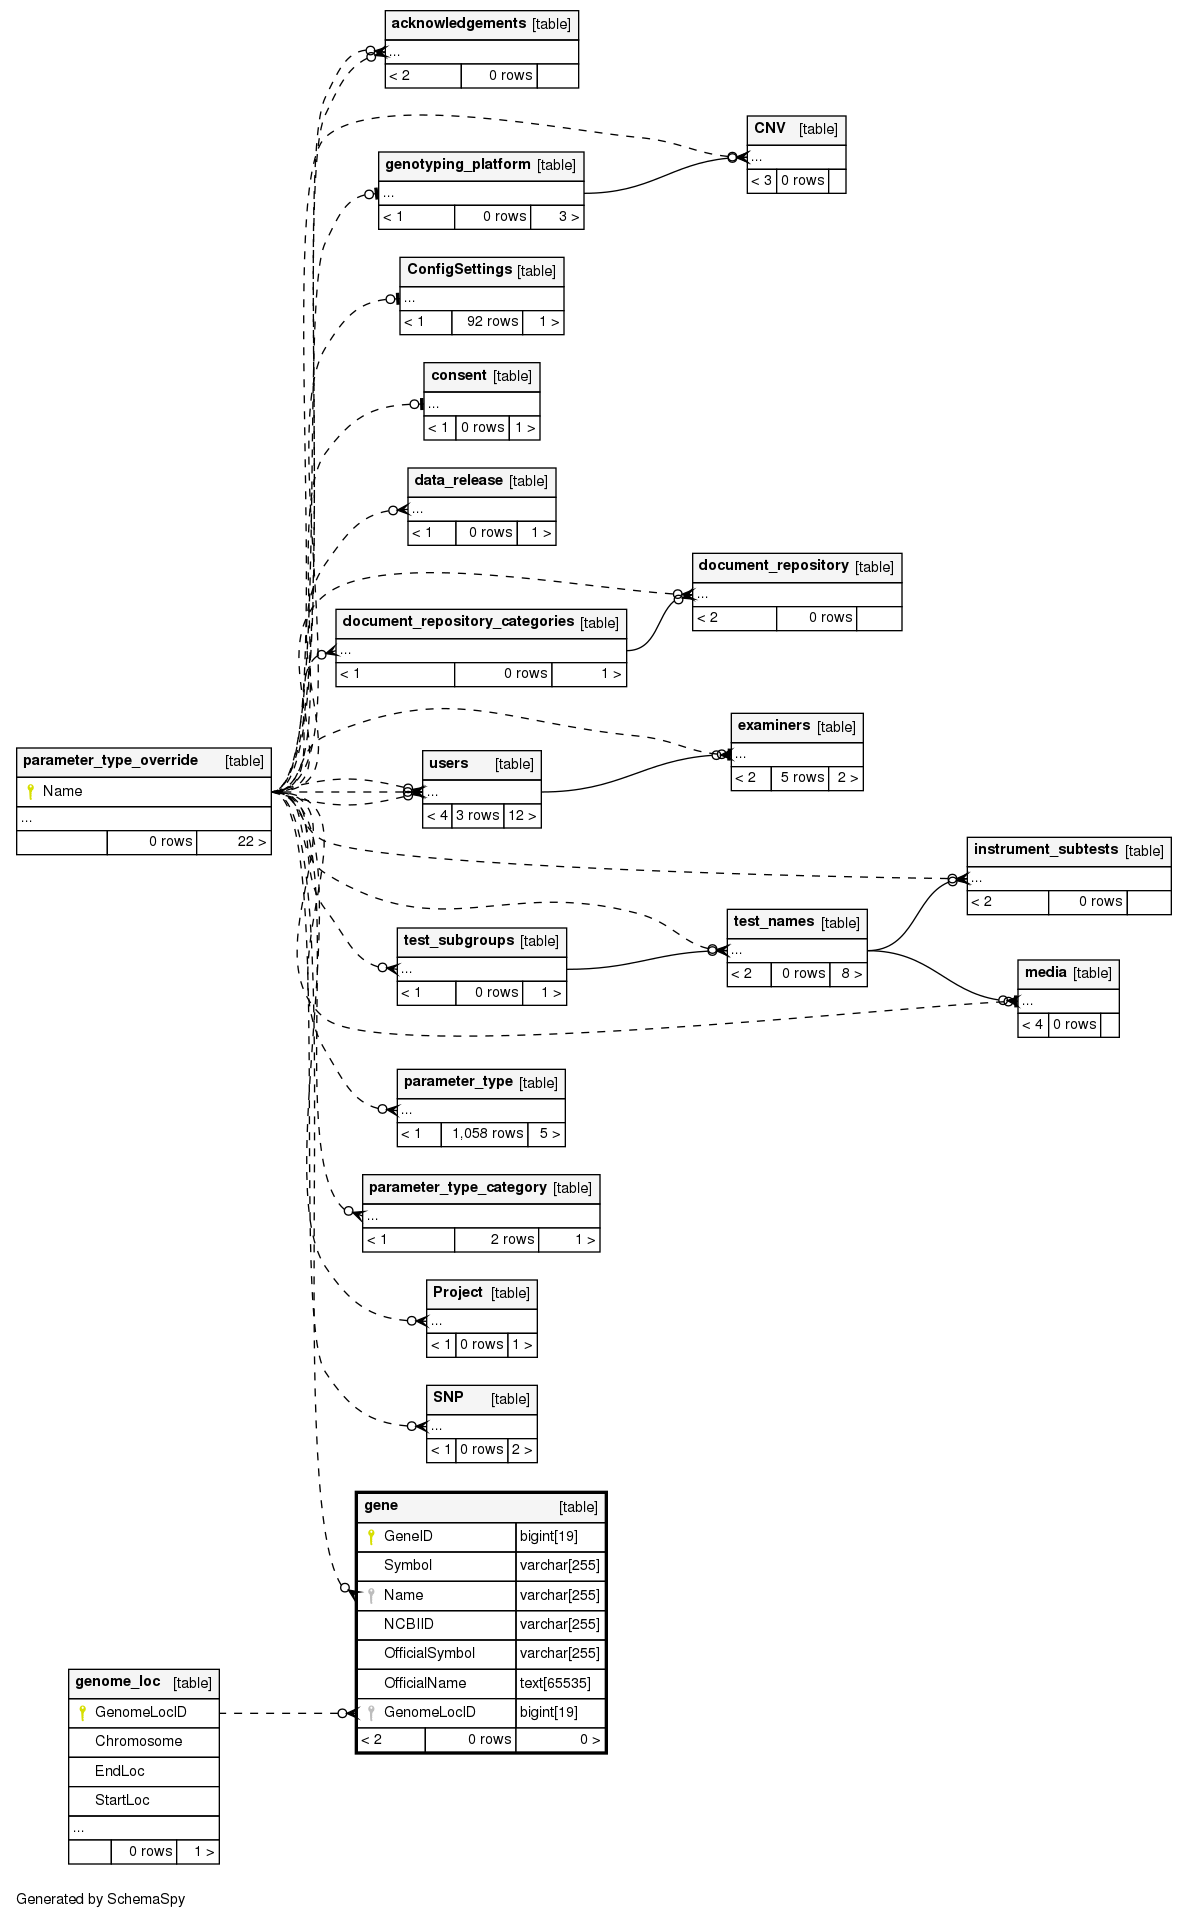 acknowledgements [table]
...
< 2 0 rows
CNV [table]
...
< 3 0 rows
genotyping_platform [table]
...
< 1 0 rows 3 >
ConfigSettings [table]
...
< 1 92 rows 1 >
consent [table]
...
< 1 0 rows 1 >
data_release [table]
...
< 1 0 rows 1 >
document_repository [table]
...
< 2 0 rows
document_repository_categories [table]
...
< 1 0 rows 1 >
examiners [table]
...
< 2 5 rows 2 >
parameter_type_override [table]
Name
...
0 rows 22 >
users [table]
...
< 4 3 rows 12 >
instrument_subtests [table]
...
< 2 0 rows
test_names [table]
...
< 2 0 rows 8 >
test_subgroups [table]
...
< 1 0 rows 1 >
media [table]
...
< 4 0 rows
parameter_type [table]
...
< 1 1,058 rows 5 >
parameter_type_category [table]
...
< 1 2 rows 1 >
Project [table]
...
< 1 0 rows 1 >
SNP [table]
...
< 1 0 rows 2 >
gene [table]
GeneID bigint[19]
Symbol varchar[255]
Name varchar[255]
NCBIID varchar[255]
OfficialSymbol varchar[255]
OfficialName text[65535]
GenomeLocID bigint[19]
< 2 0 rows 0 >
genome_loc [table]
GenomeLocID
Chromosome
EndLoc
StartLoc
...
0 rows 1 >
Generated by SchemaSpy